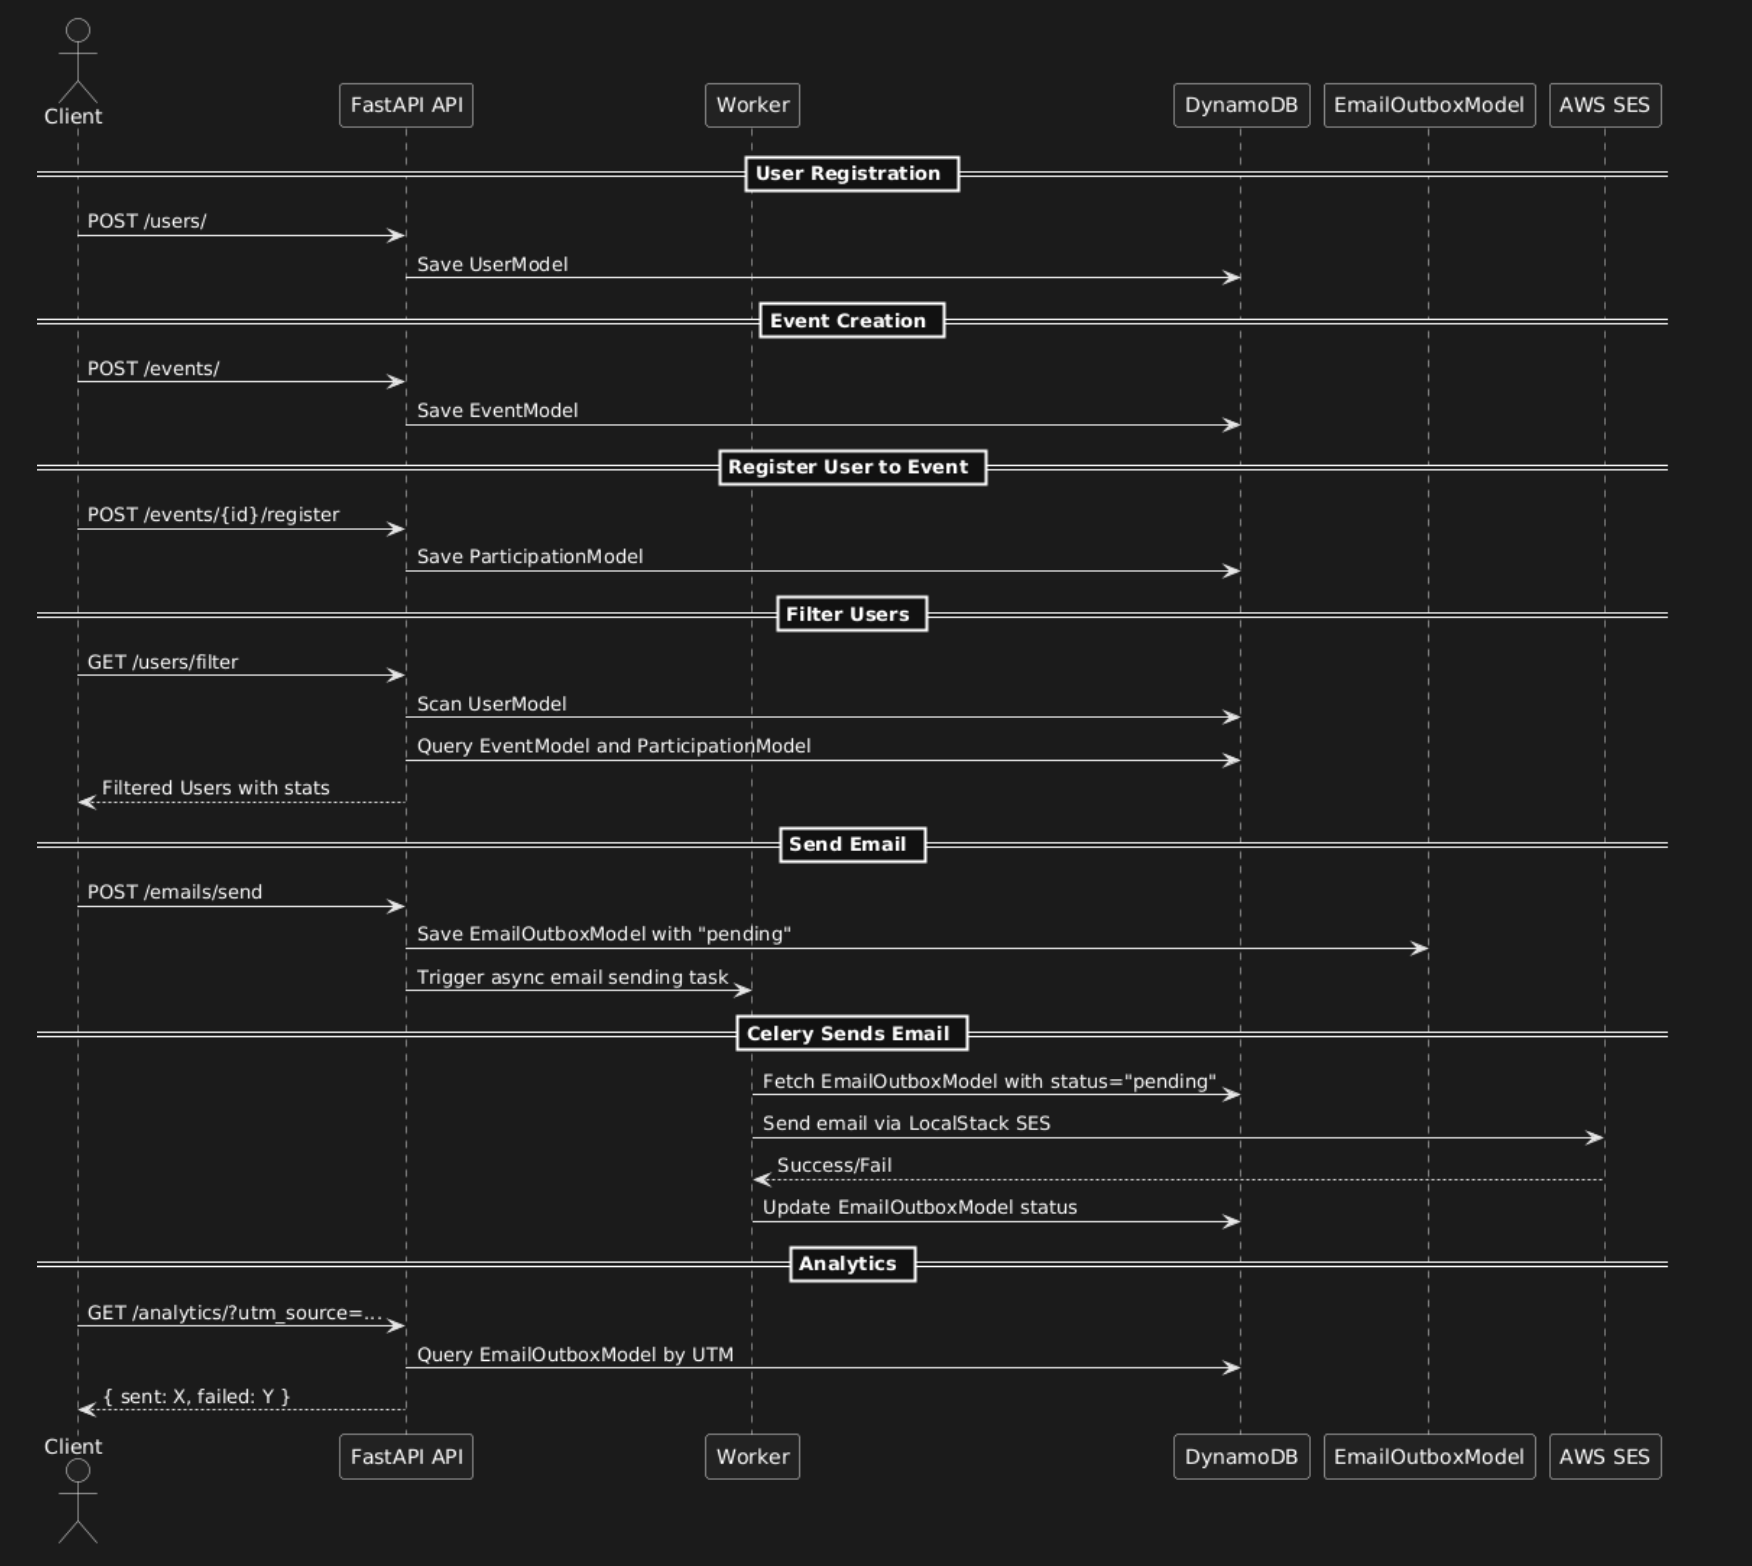 Client
FastAPI API
Worker
DynamoDB
EmailOutboxModel
AWS SES
User Registration
POST /users/
Save UserModel
Event Creation
POST /events/
Save EventModel
Register User to Event
POST /events/{id}/register
Save ParticipationModel
Filter Users
GET /users/filter
Scan UserModel
Query EventModel and ParticipationModel
Filtered Users with stats
Send Email
POST /emails/send
Save EmailOutboxModel with "pending"
Trigger async email sending task
Celery Sends Email
Fetch EmailOutboxModel with status="pending"
Send email via LocalStack SES
Success/Fail
Update EmailOutboxModel status
Analytics
GET /analytics/?utm_source=...
Query EmailOutboxModel by UTM
{ sent: X, failed: Y }
Client
FastAPI API
Worker
DynamoDB
EmailOutboxModel
AWS SES